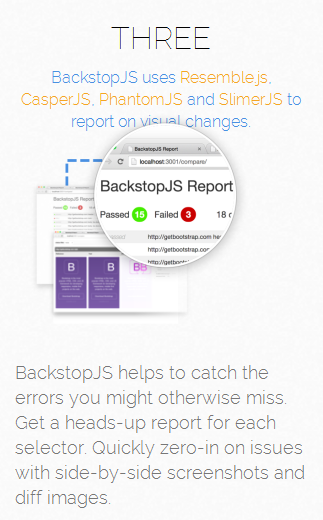 THREE
BackstopJS uses Resemble.js,
CasperJS, PhantomJS and SlimerJS to
report on visual changes.
BackstopJS Report
localhost:3001/compare/
BackstopJS Report
Passed 15 Failed 3 18
http://getbootstrap.com
http://getbootstrap
BackstopJS Report
B
B
BB
BackstopJS helps to catch the
errors you might otherwise miss.
Get a heads-up report for each
selector. Quickly zero-in on issues
with side-by-side screenshots and
diff images.